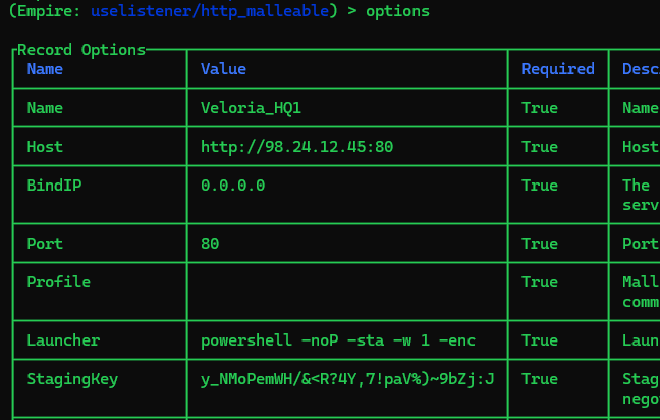 (Empire: uselistener/http_malleable) > options
Record Options
Name Value Required Desc
Name Veloria_HQ1 True Name
Host http://98.24.12.45:80 True Host
BindIP 0.0.0.0 True The
serv
Port 80 True Port
Profile True Mall
comm
Launcher powershell -noP -sta -w 1 -enc True Laun
StagingKey y_NMoPemWH/&<R?4Y,7!paV%)~9bZj:J True Stag
nego